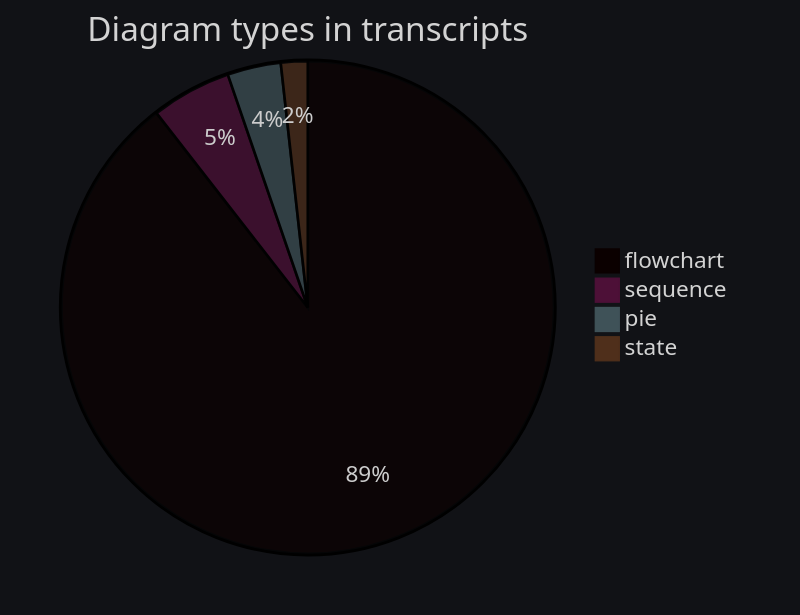 Diagram types in transcripts
5%
4%
2%
89%
flowchart
sequence
pie
state